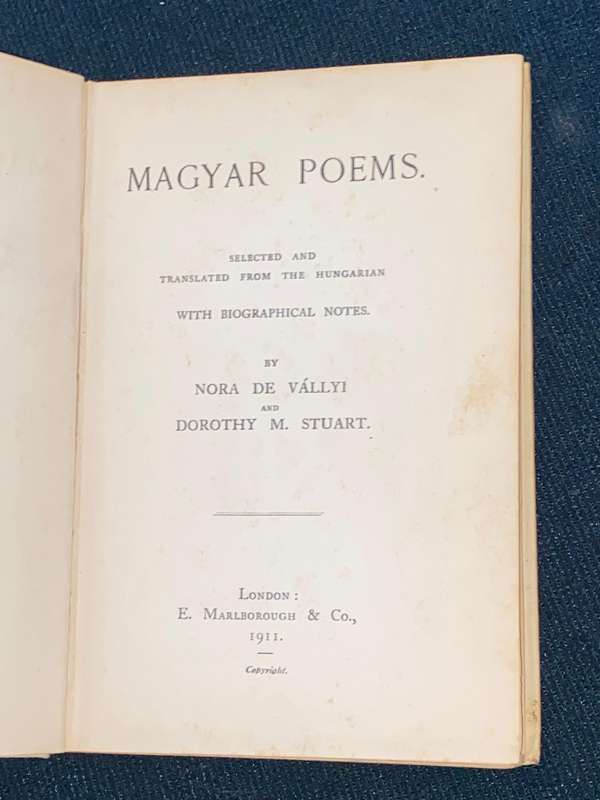 MAGYAR POEMS.
SELECTED AND
TRANSLATED FROM THE HUNGARIAN
WITH BIOGRAPHICAL NOTES.
BY
NORA DE VÁLLYI
AND
DOROTHY M. STUART.
LONDON :
E. MARLBOROUGH & CO.,
1911.
Copyright.